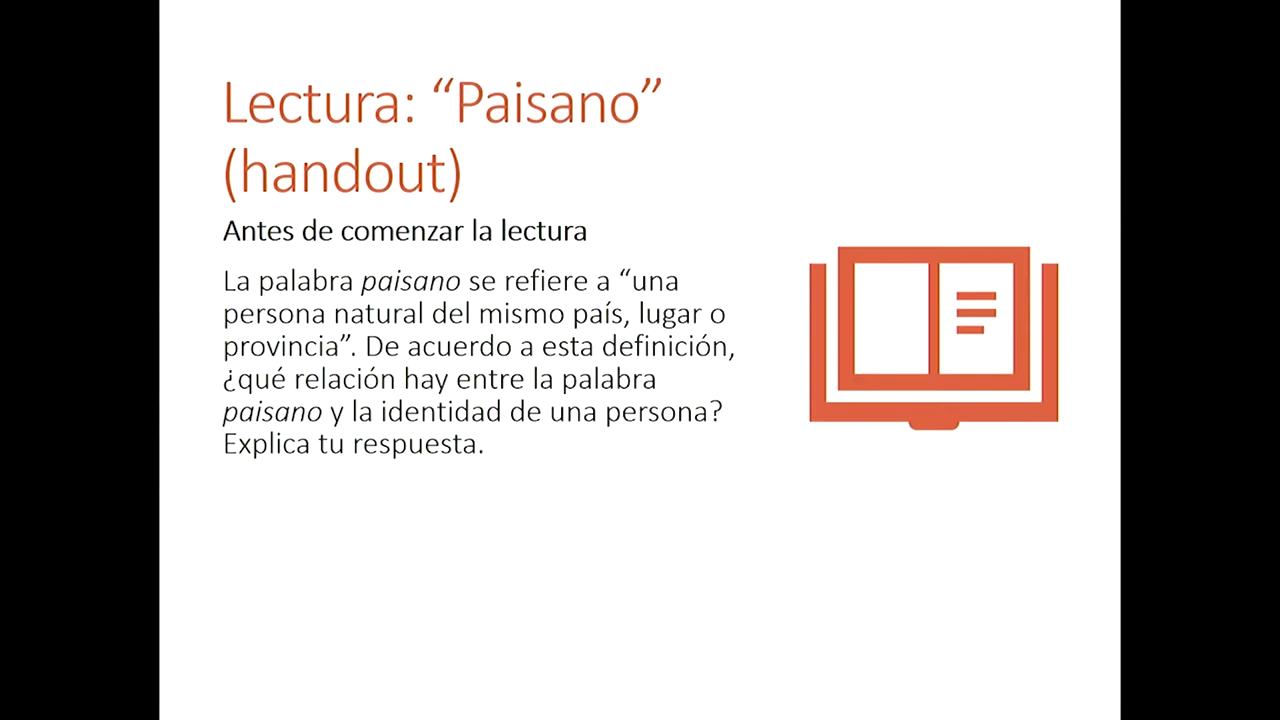 Lectura: “Paisano”
(handout)
Antes de comenzar la lectura
La palabra paisano se refiere a “una
persona natural del mismo país, lugar o
provincia”. De acuerdo a esta definición,
¿qué relación hay entre la palabra
paisano y la identidad de una persona?
Explica tu respuesta.